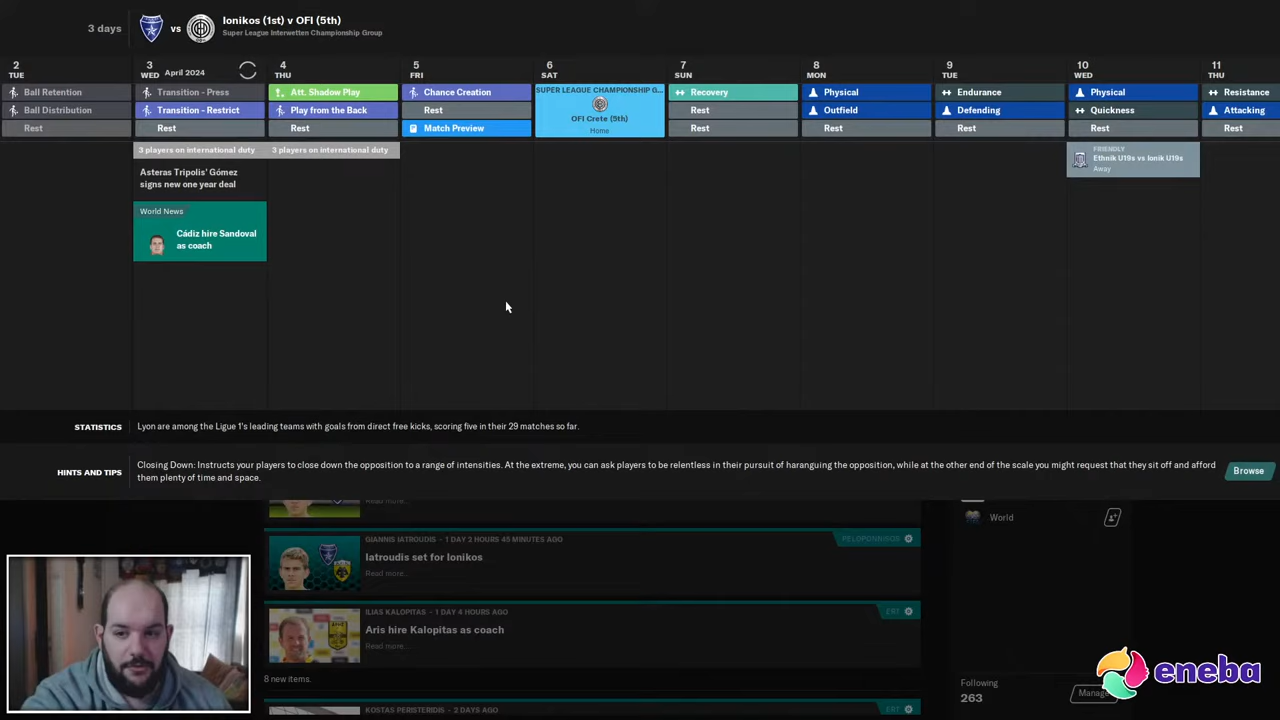 3 days
vs
Ionikos (1st) v OFI (5th)
Super League Interwetten Championship Group
2
TUE
3
WED
April 2024
4
THU
5
FRI
6
SAT
7
SUN
8
MON
9
TUE
10
WED
11
THU
Ball Retention
Transition - Press
Att. Shadow Play
Chance Creation
SUPER LEAGUE CHAMPIONSHIP G...
Recovery
Physical
Endurance
Physical
Resistance
Ball Distribution
Transition - Restrict
Play from the Back
Rest
OFI Crete (5th)
Rest
Outfield
Defending
Quickness
Attacking
Rest
Rest
Rest
Match Preview
Home
Rest
Rest
Rest
Rest
Rest
3 players on international duty
3 players on international duty
FRIENDLY
Ethnik U19s vs Ionik U19s
Away
Asteras Tripolis' Gómez
signs new one year deal
World News
Cádiz hire Sandoval
as coach
STATISTICS
Lyon are among the Ligue 1's leading teams with goals from direct free kicks, scoring five in their 29 matches so far.
HINTS AND TIPS
Closing Down: Instructs your players to close down the opposition to a range of intensities. At the extreme, you can ask players to be relentless in their pursuit of haranguing the opposition, while at the other end of the scale you might request that they sit off and afford
them plenty of time and space.
Browse
Read more...
World
GIANNIS IATROUDIS - 1 DAY 2 HOURS 45 MINUTES AGO
PELOPONNIKOS
Iatroudis set for Ionikos
Read more...
ILIAS KALOPITAS - 1 DAY 4 HOURS AGO
ERT
Aris hire Kalopitas as coach
Read more...
8 new items.
Following
263
Manage
KOSTAS PERISTERIDIS - 2 DAYS AGO
ERT
eneba